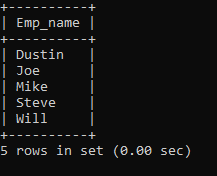 +----------+
| Emp_name |
+----------+
| Dustin   |
| Joe      |
| Mike     |
| Steve    |
| Will     |
+----------+
5 rows in set (0.00 sec)